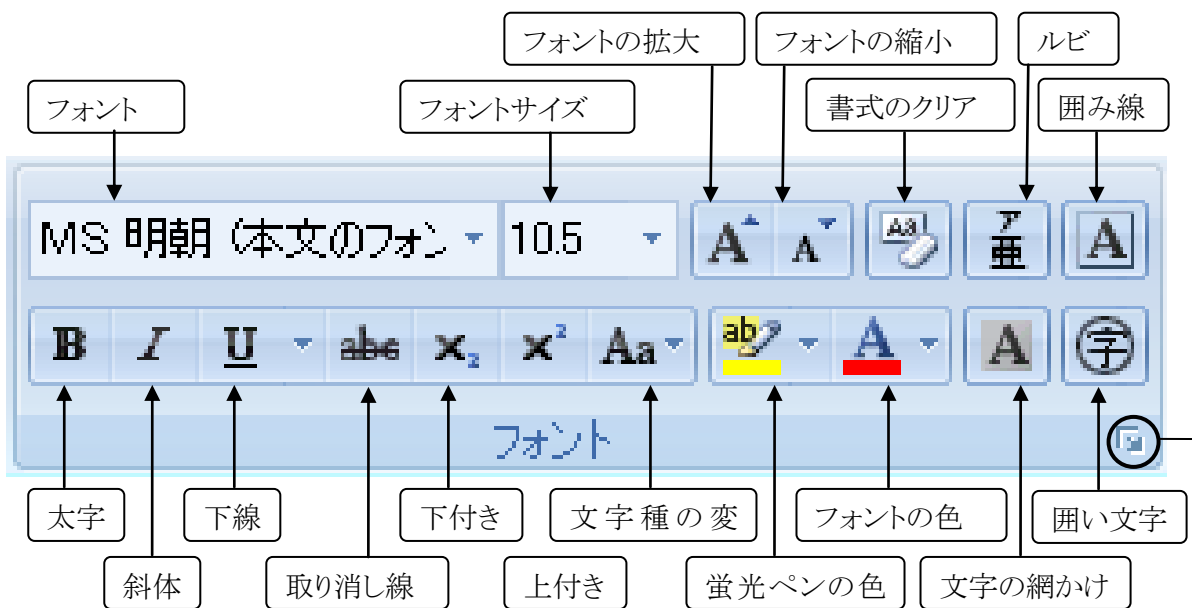 フォントの拡大 フォントの縮小 ルビ
フォント フォントサイズ 書式のクリア 囲み線
MS 明朝 (本文のフォン 10.5 A A Aa ア亜 A
B I U abc x₂ x² Aa ab A A 字
フォント
太字 下線 下付き 文字種の変 フォントの色 囲い文字
斜体 取り消し線 上付き 蛍光ペンの色 文字の網かけ